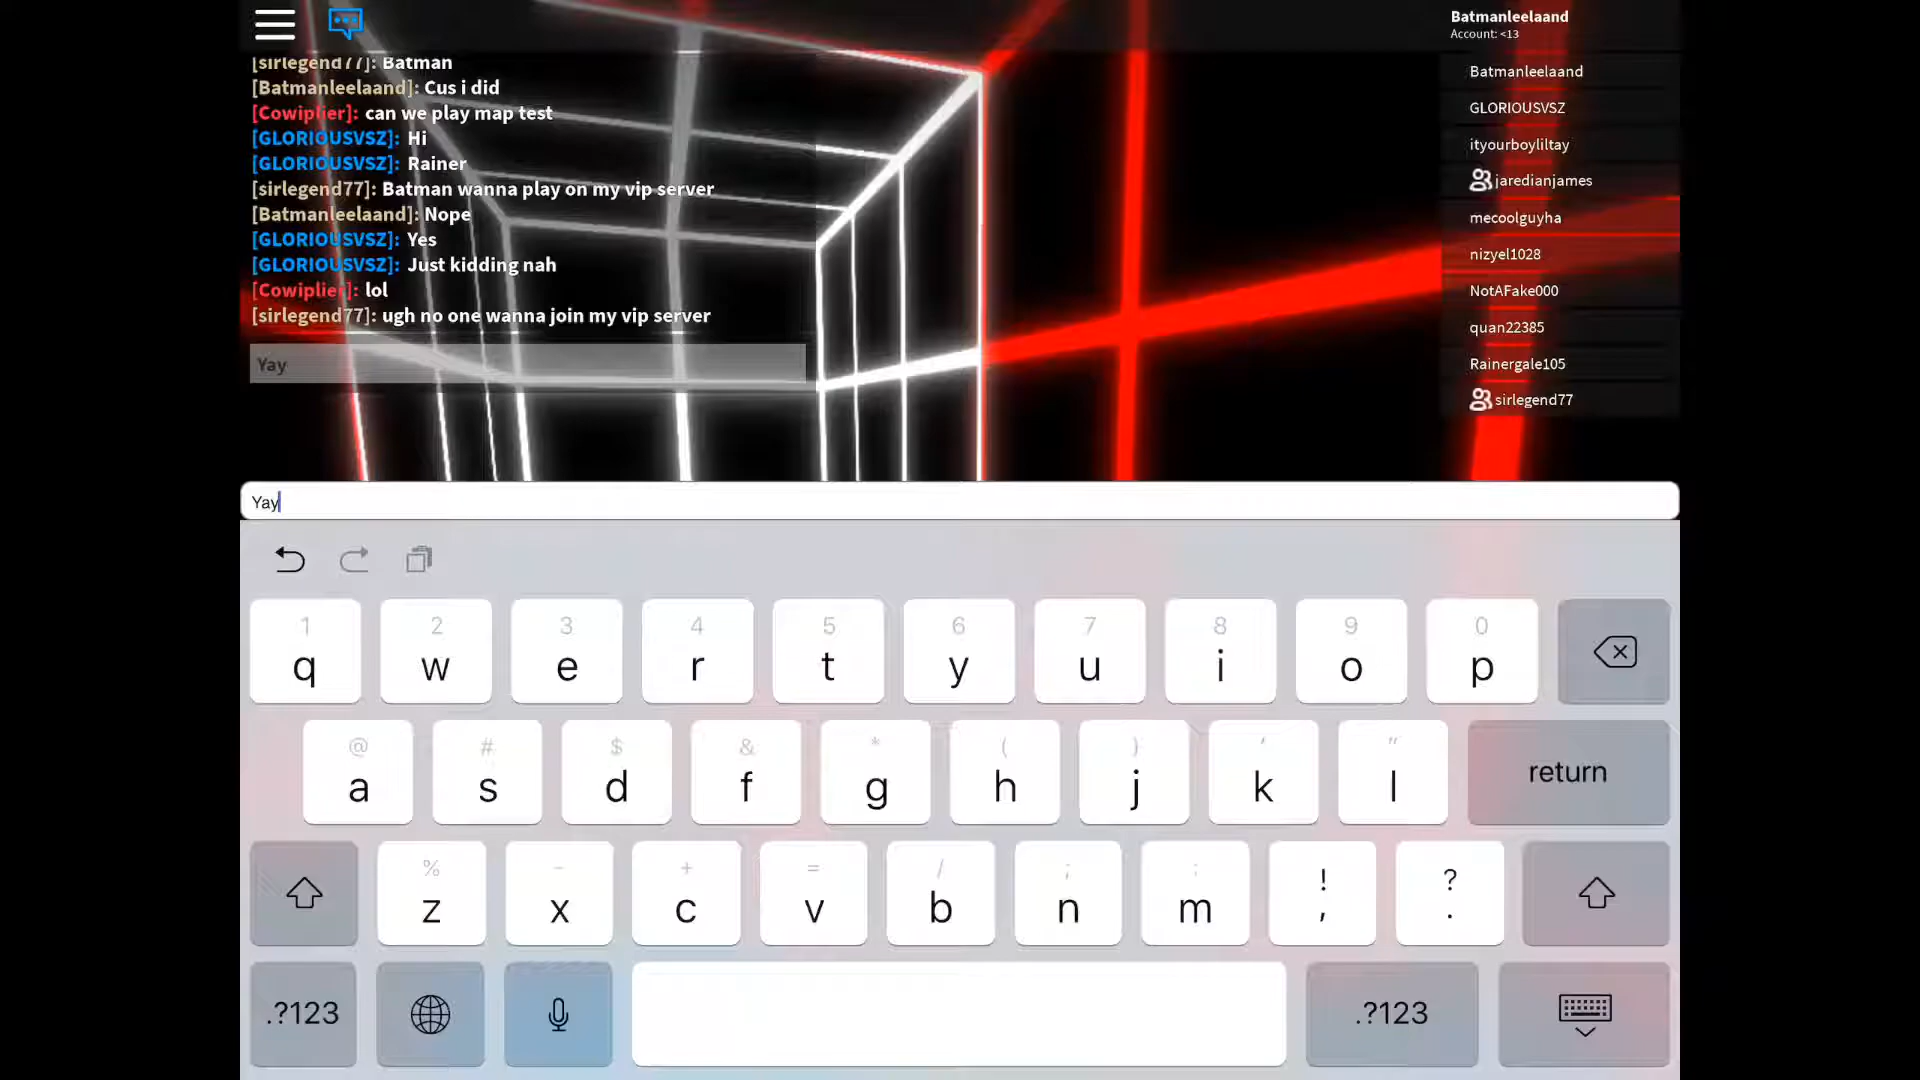 Batmanleelaand
Account: <13
[sirlegend77]: Batman
[Batmanleelaand]: Cus i did
[Cowiplier]: can we play map test
[GLORIOUSVSZ]: Hi
[GLORIOUSVSZ]: Rainer
[sirlegend77]: Batman wanna play on my vip server
[Batmanleelaand]: Nope
[GLORIOUSVSZ]: Yes
[GLORIOUSVSZ]: Just kidding nah
[Cowiplier]: lol
[sirlegend77]: ugh no one wanna join my vip server
Yay
Batmanleelaand
GLORIOUSVSZ
ityourboyliltay
jaredianjames
mecoolguyha
nizyel1028
NotAFake000
quan22385
Rainergale105
sirlegend77
Yay
1 2 3 4 5 6 7 8 9 0
q w e r t y u i o p
@ # $ & * ( ) ' "
a s d f g h j k l return
% - + = / ; : ! ?
z x c v b n m , .
.?123 .?123